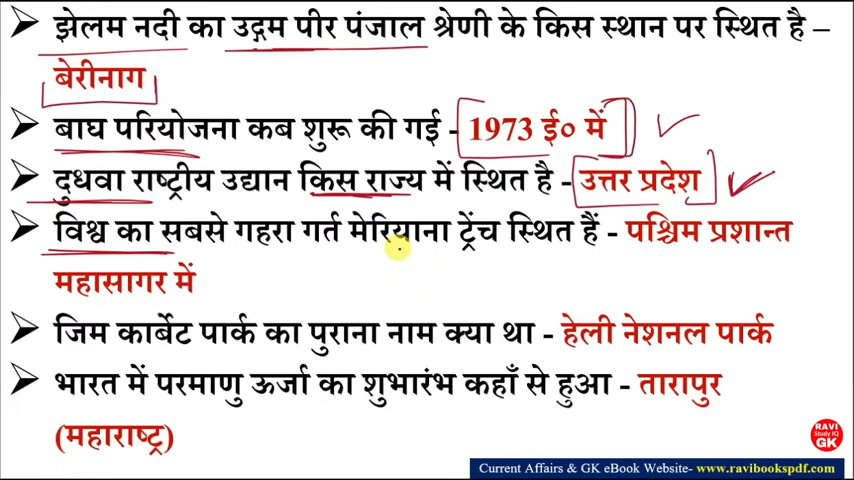 ➤ झेलम नदी का उद्गम पीर पंजाल श्रेणी के किस स्थान पर स्थित है –
बेरीनाग
➤ बाघ परियोजना कब शुरू की गई - 1973 ई० में
➤ दुधवा राष्ट्रीय उद्यान किस राज्य में स्थित है - उत्तर प्रदेश
➤ विश्व का सबसे गहरा गर्त मेरियाना ट्रेंच स्थित हैं - पश्चिम प्रशान्त
महासागर में
➤ जिम कार्बेट पार्क का पुराना नाम क्या था - हेली नेशनल पार्क
➤ भारत में परमाणु ऊर्जा का शुभारंभ कहाँ से हुआ - तारापुर
(महाराष्ट्र)
RAVI
Study IQ
GK
Current Affairs & GK eBook Website- www.ravibookspdf.com